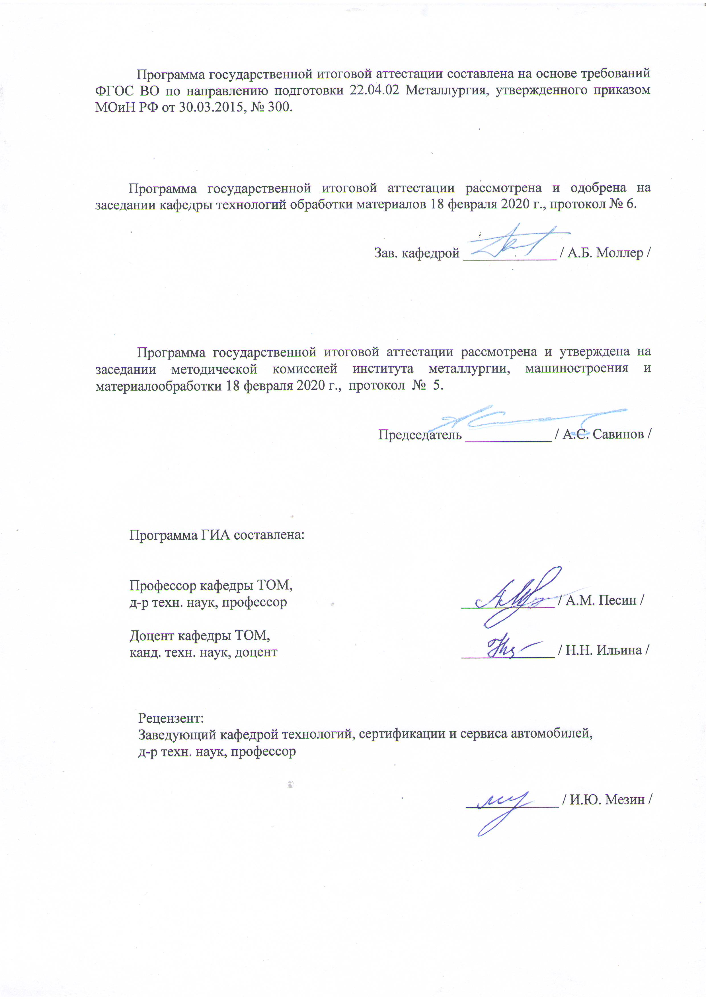 Программа государственной итоговой аттестации составлена на основе требований
ФГОС ВО по направлению подготовки 22.04.02 Металлургия, утвержденного приказом
МОиН РФ от 30.03.2015, № 300.
Программа государственной итоговой аттестации рассмотрена и одобрена на
заседании кафедры технологий обработки материалов 18 февраля 2020 г., протокол № 6.
Зав. кафедрой _____________ / А.Б. Моллер /
Программа государственной итоговой аттестации рассмотрена и утверждена на
заседании методической комиссией института металлургии, машиностроения и
материалообработки 18 февраля 2020 г., протокол № 5.
Председатель ____________ / А.С. Савинов /
Программа ГИА составлена:
Профессор кафедры ТОМ,
д-р техн. наук, профессор _____________ / А.М. Песин /
Доцент кафедры ТОМ,
канд. техн. наук, доцент _____________ / Н.Н. Ильина /
Рецензент:
Заведующий кафедрой технологий, сертификации и сервиса автомобилей,
д-р техн. наук, профессор
_____________ / И.Ю. Мезин /